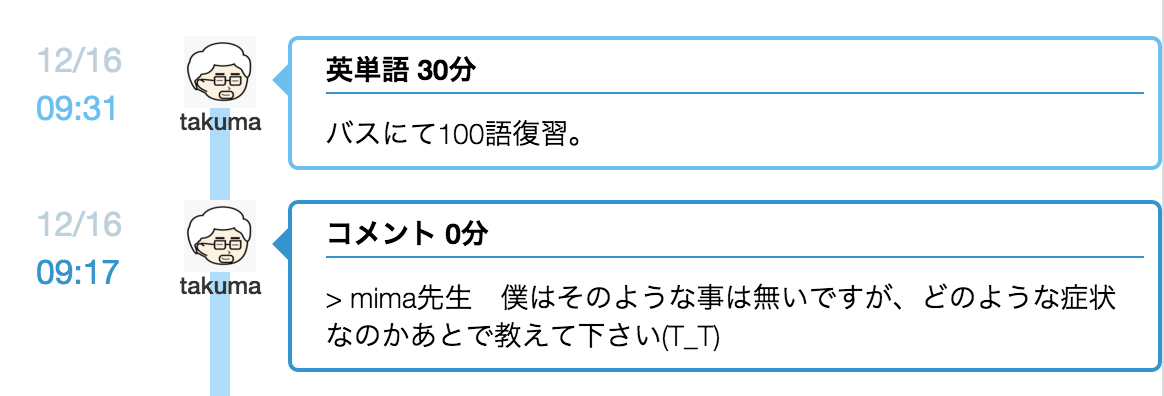 12/16
09:31
takuma
英単語 30分
バスにて100語復習。
12/16
09:17
takuma
コメント 0分
> mima先生　僕はそのような事は無いですが、どのような症状
なのかあとで教えて下さい(T_T)